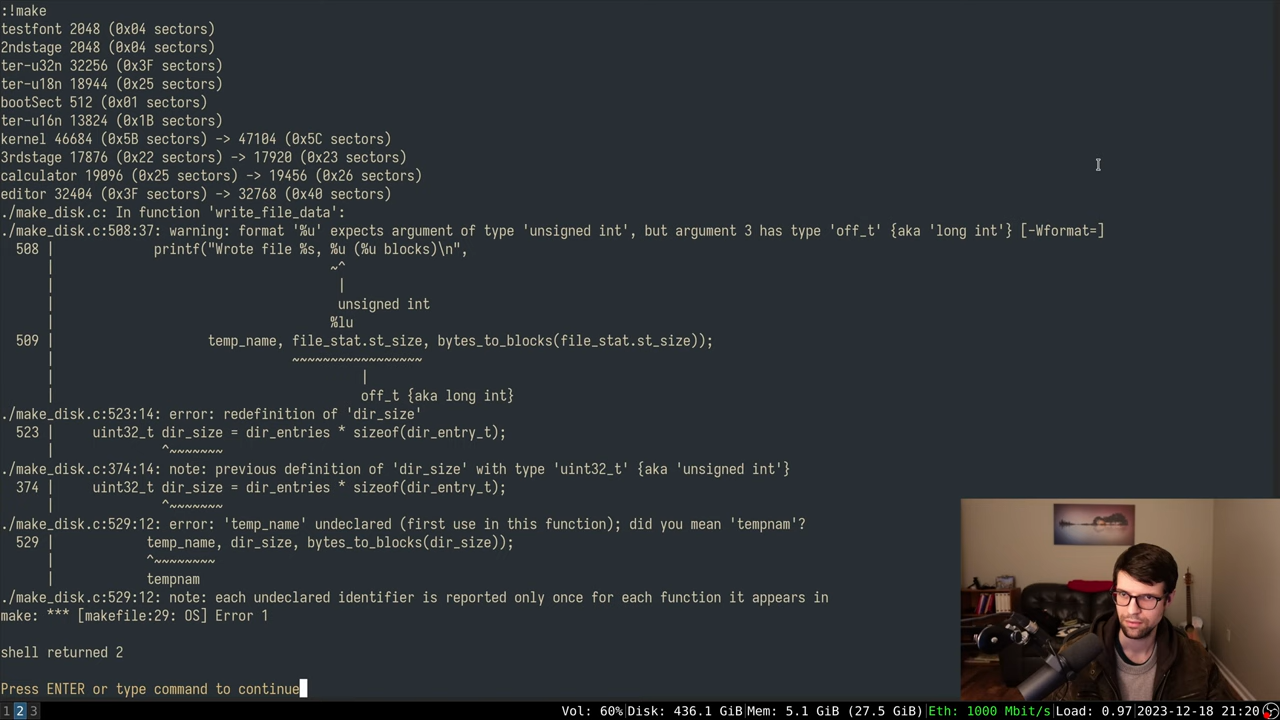 :!make
testfont 2048 (0x04 sectors)
2ndstage 2048 (0x04 sectors)
ter-u32n 32256 (0x3F sectors)
ter-u18n 18944 (0x25 sectors)
bootSect 512 (0x01 sectors)
ter-u16n 13824 (0x1B sectors)
kernel 46684 (0x5B sectors) -> 47104 (0x5C sectors)
3rdstage 17876 (0x22 sectors) -> 17920 (0x23 sectors)
calculator 19096 (0x25 sectors) -> 19456 (0x26 sectors)
editor 32404 (0x3F sectors) -> 32768 (0x40 sectors)
./make_disk.c: In function 'write_file_data':
./make_disk.c:508:37: warning: format '%u' expects argument of type 'unsigned int', but argument 3 has type 'off_t' {aka 'long int'} [-Wformat=]
508 |             printf("Wrote file %s, %u (%u blocks)\n",
|                                    ~^
|                                     |
|                                     unsigned int
|                                    %lu
509 |                    temp_name, file_stat.st_size, bytes_to_blocks(file_stat.st_size));
|                               ~~~~~~~~~~~~~~~~~
|                                        |
|                                        off_t {aka long int}
./make_disk.c:523:14: error: redefinition of 'dir_size'
523 |     uint32_t dir_size = dir_entries * sizeof(dir_entry_t);
|              ^~~~~~~~
./make_disk.c:374:14: note: previous definition of 'dir_size' with type 'uint32_t' {aka 'unsigned int'}
374 |     uint32_t dir_size = dir_entries * sizeof(dir_entry_t);
|              ^~~~~~~~
./make_disk.c:529:12: error: 'temp_name' undeclared (first use in this function); did you mean 'tempnam'?
529 |            temp_name, dir_size, bytes_to_blocks(dir_size));
|            ^~~~~~~~~
|            tempnam
./make_disk.c:529:12: note: each undeclared identifier is reported only once for each function it appears in
make: *** [makefile:29: OS] Error 1
shell returned 2
Press ENTER or type command to continue
1 2 3 Vol: 60%|Disk: 436.1 GiB|Mem: 5.1 GiB (27.5 GiB)|Eth: 1000 Mbit/s|Load: 0.97|2023-12-18 21:20